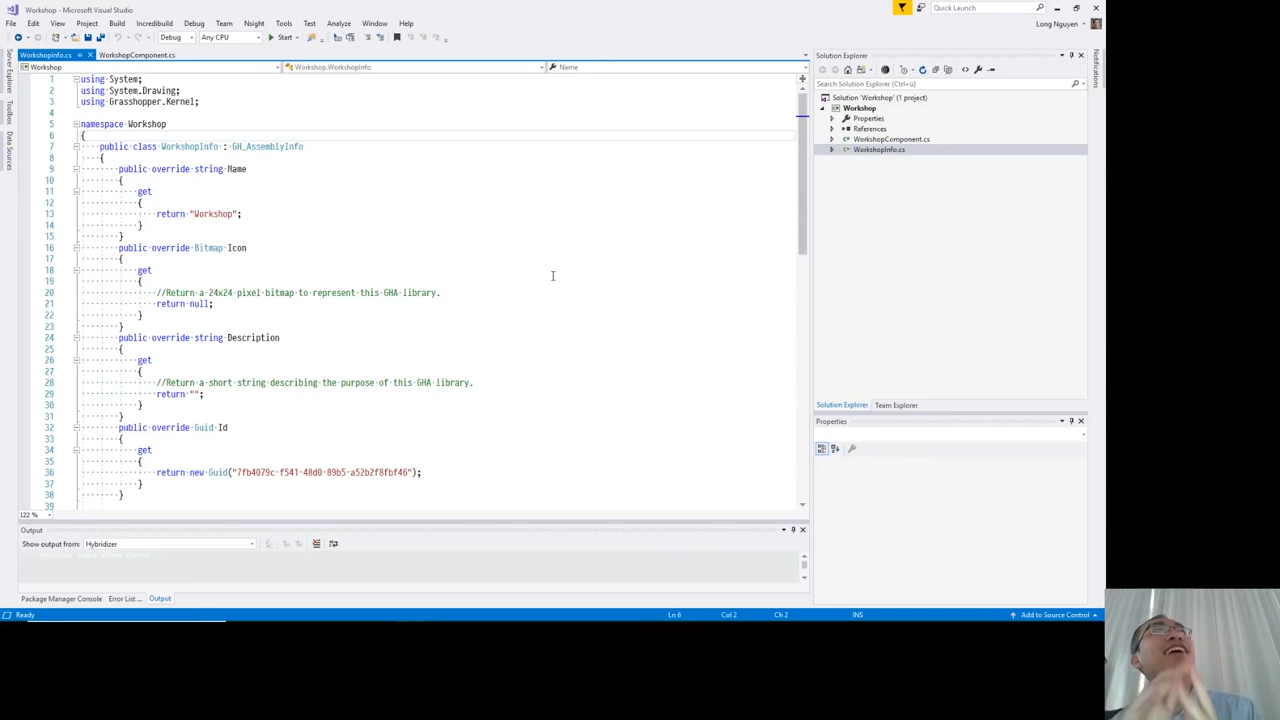 Workshop - Microsoft Visual Studio
Quick Launch
File Edit View Project Build Incredibuild Debug Team Nsight Tools Test Analyze Window Help
Long Nguyen
Debug Any CPU Start
WorkshopInfo.cs WorkshopComponent.cs
Workshop Workshop.WorkshopInfo Name
Server Explorer
Toolbox
Data Sources
1 using System;
2 using System.Drawing;
3 using Grasshopper.Kernel;
4
5 namespace Workshop
6 {
7 public class WorkshopInfo : GH_AssemblyInfo
8 {
9 public override string Name
10 {
11 get
12 {
13 return "Workshop";
14 }
15 }
16 public override Bitmap Icon
17 {
18 get
19 {
20 //Return a 24x24 pixel bitmap to represent this GHA library.
21 return null;
22 }
23 }
24 public override string Description
25 {
26 get
27 {
28 //Return a short string describing the purpose of this GHA library.
29 return "";
30 }
31 }
32 public override Guid Id
33 {
34 get
35 {
36 return new Guid("7fb4079c-f541-48d0-89b5-a52b2f8fbf46");
37 }
38 }
39
122 %
Output
Show output from: Hybridizer
Package Manager Console Error List ... Output
Solution Explorer
Search Solution Explorer (Ctrl+ü)
Solution 'Workshop' (1 project)
Workshop
Properties
References
WorkshopComponent.cs
WorkshopInfo.cs
Solution Explorer Team Explorer
Properties
Notifications
Ready Ln 6 Col 2 Ch 2 INS Add to Source Control